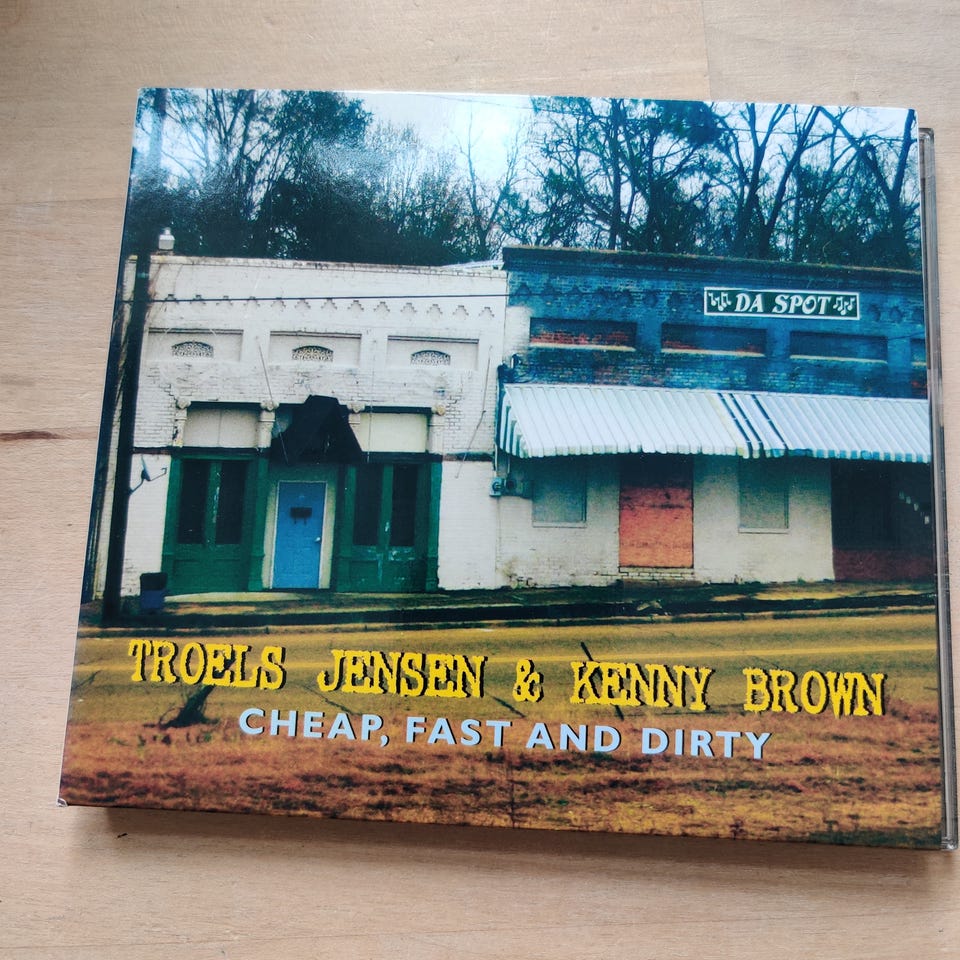 DA SPOT
TROELS JENSEN & KENNY BROWN
CHEAP, FAST AND DIRTY